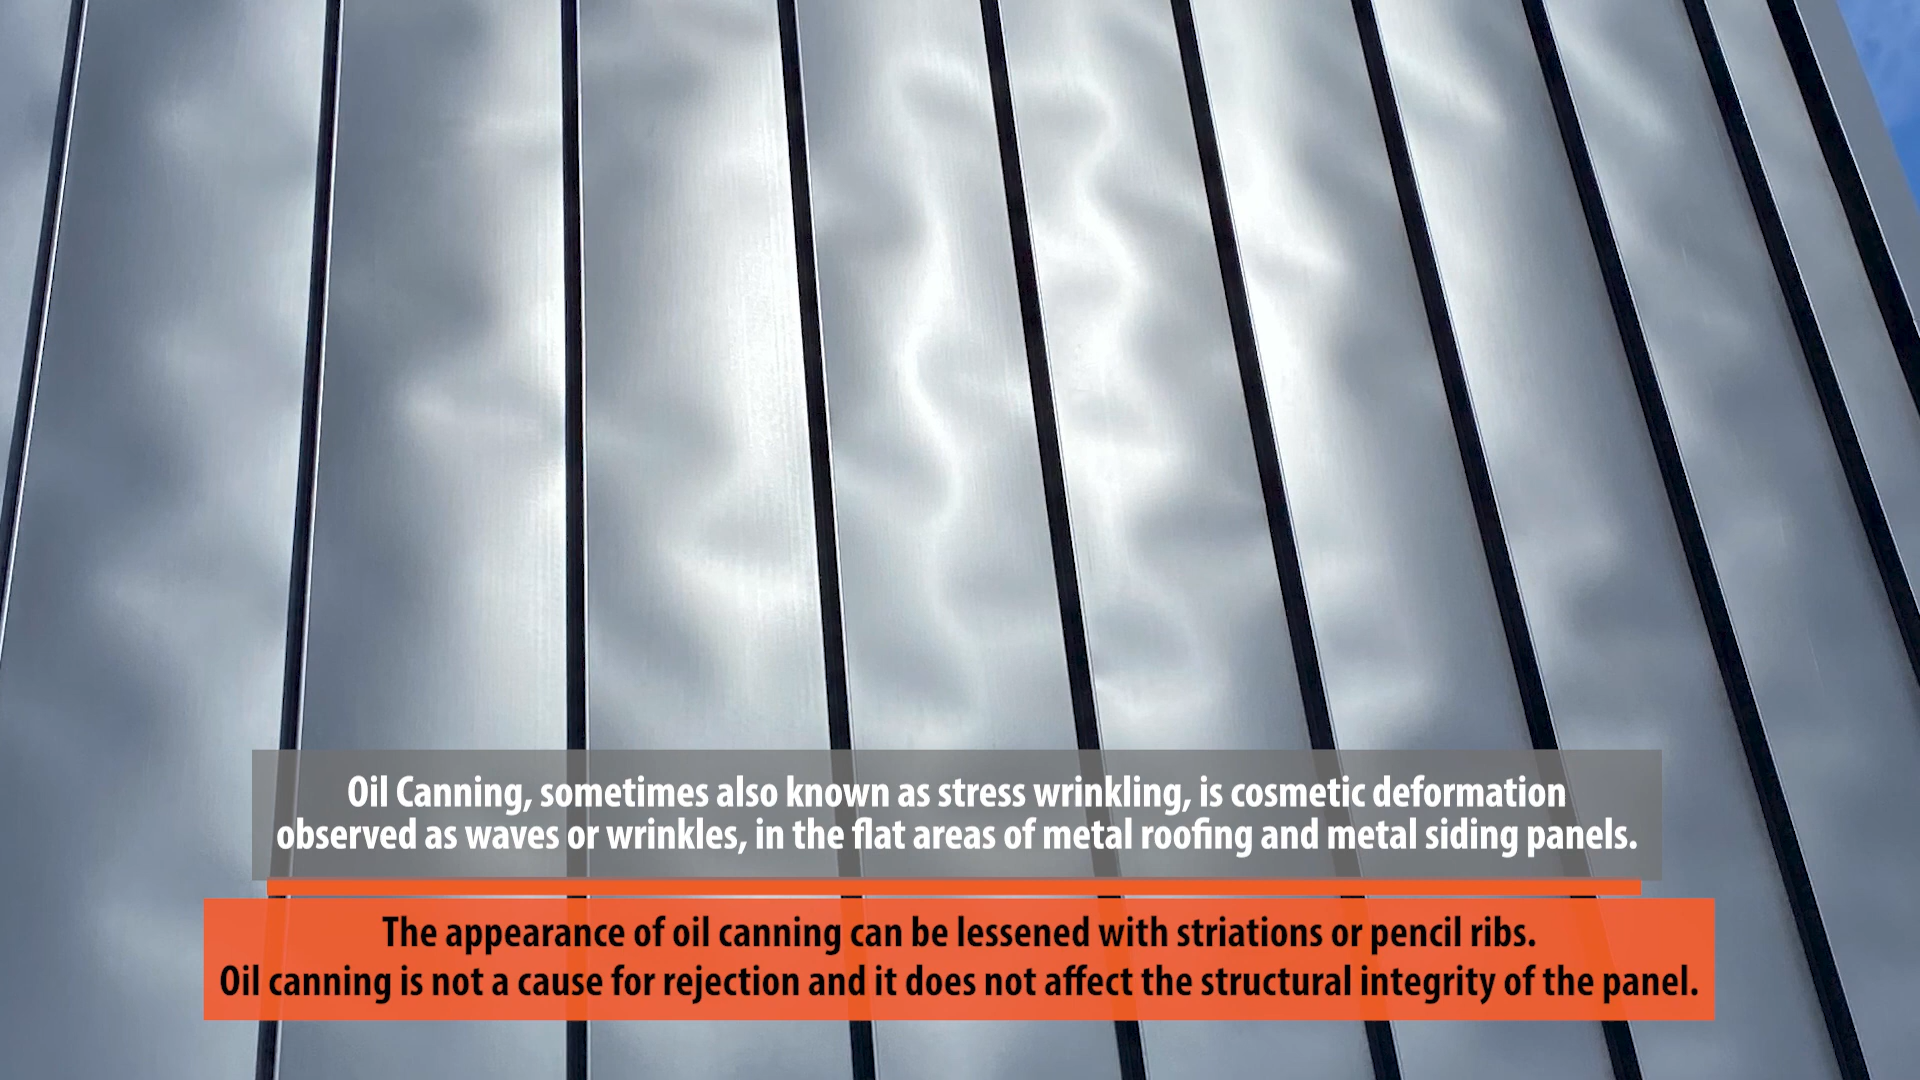 Oil Canning, sometimes also known as stress wrinkling, is cosmetic deformation
observed as waves or wrinkles, in the flat areas of metal roofing and metal siding panels.
The appearance of oil canning can be lessened with striations or pencil ribs.
Oil canning is not a cause for rejection and it does not affect the structural integrity of the panel.